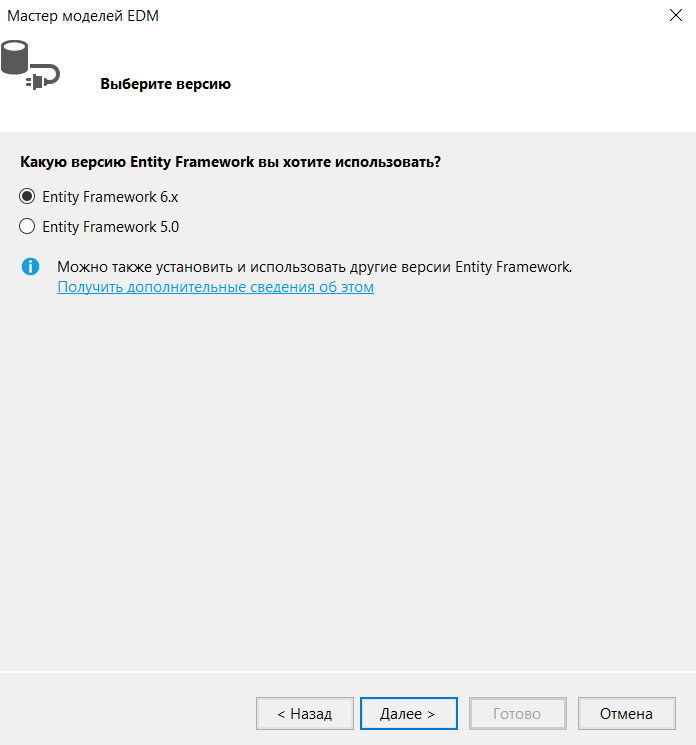 Мастер моделей EDM
Выберите версию
Какую версию Entity Framework вы хотите использовать?
Entity Framework 6.x
Entity Framework 5.0
Можно также установить и использовать другие версии Entity Framework.
Получить дополнительные сведения об этом
< Назад
Далее >
Готово
Отмена